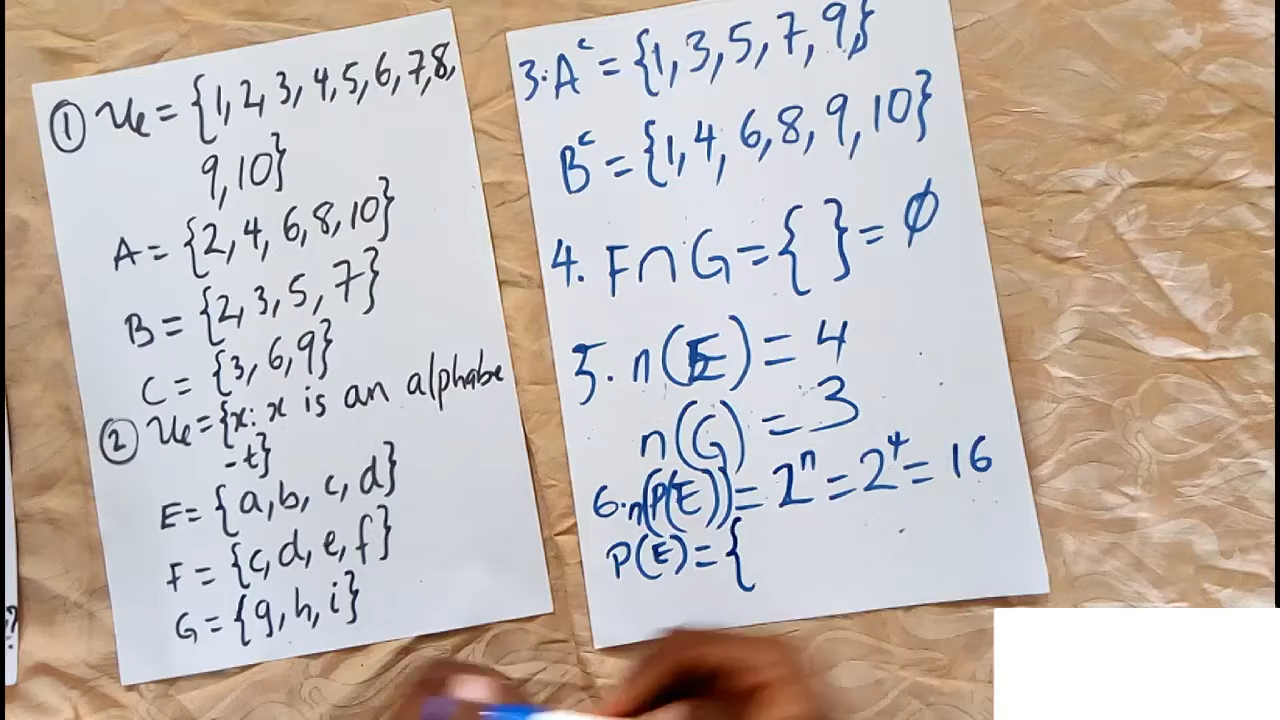 ① U = {1, 2, 3, 4, 5, 6, 7, 8,
9, 10}
A = {2, 4, 6, 8, 10}
B = {2, 3, 5, 7}
C = {3, 6, 9}
② U = {x: x is an alphabe
-t}
E = {a, b, c, d}
F = {c, d, e, f}
G = {g, h, i}
3. Aᶜ = {1, 3, 5, 7, 9}
Bᶜ = {1, 4, 6, 8, 9, 10}
4. F ∩ G = { } = ∅
5. n(E) = 4
n(G) = 3
6. n(P(E)) = 2ⁿ = 2⁴ = 16
P(E) = {